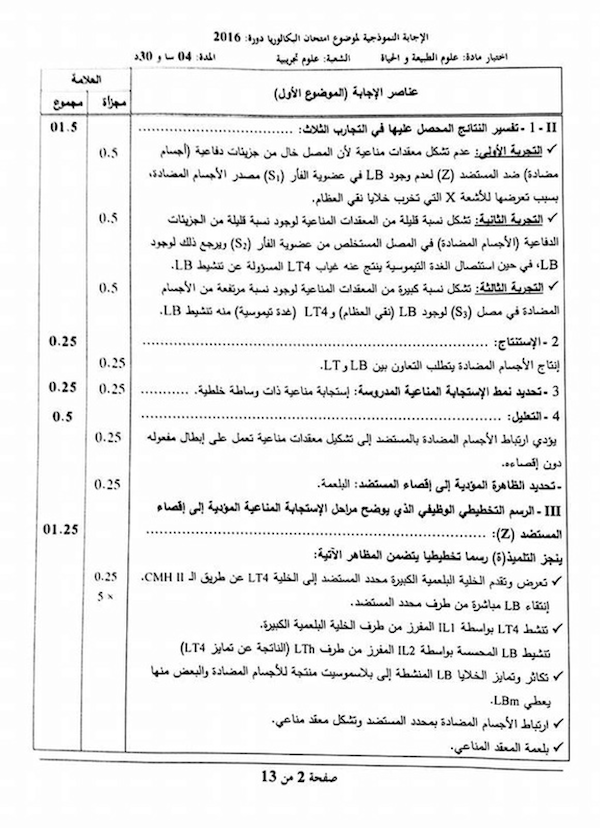 الإجابة النموذجية لموضوع امتحان البكالوريا دورة: 2016
اختبار مادة: علوم الطبيعة و الحياة الشعبة: علوم تجريبية المدة: 04 سا و 30د
عناصر الإجابة (الموضوع الأول) العلامة
مجزأة مجموع
II - 1 - تفسير النتائج المحصل عليها في التجارب الثلاث: ........................ 01.5
✓ التجربة الأولى: عدم تشكل معقدات مناعية لأن المصل خال من جزيئات دفاعية (أجسام 0.5
مضادة) ضد المستضد (Z) لعدم وجود LB في عضوية الفأر (S1) مصدر الأجسام المضادة،
بسبب تعرضها للأشعة X التي تخرب خلايا نقي العظام.
✓ التجربة الثانية: تشكل نسبة قليلة من المعقدات المناعية لوجود نسبة قليلة من الجزيئات 0.5
الدفاعية (الأجسام المضادة) في المصل المستخلص من عضوية الفأر (S2) ويرجع ذلك لوجود
LB، في حين استئصال الغدة التيموسية ينتج عنه غياب LT4 المسؤولة عن تنشيط LB.
✓ التجربة الثالثة: تشكل نسبة كبيرة من المعقدات المناعية لوجود نسبة مرتفعة من الأجسام 0.5
المضادة في مصل (S3) لوجود LB (نقي العظام) و LT4 (غدة تيموسية) منه تنشيط LB.
2 - الإستنتاج: ........................ 0.25
إنتاج الأجسام المضادة يتطلب التعاون بين LB و LT. 0.25
3 - تحديد نمط الإستجابة المناعية المدروسة: إستجابة مناعية ذات وساطة خلطية. ........... 0.25 0.25
4 - التعليل: ........................ 0.5
يؤدي ارتباط الأجسام المضادة بالمستضد إلى تشكيل معقدات مناعية تعمل على إبطال مفعوله 0.25
دون إقصاءه.
- تحديد الظاهرة المؤدية إلى إقصاء المستضد: البلعمة. 0.25
III - الرسم التخطيطي الوظيفي الذي يوضح مراحل الإستجابة المناعية المؤدية إلى إقصاء
المستضد (Z): ........................ 01.25
ينجز التلميذ(ة) رسما تخطيطيا يتضمن المظاهر الآتية:
✓ تعرض وتقدم الخلية البلعمية الكبيرة محدد المستضد إلى الخلية LT4 عن طريق الـ CMH II. 0.25
إنتقاء LB مباشرة من طرف محدد المستضد. 5 ×
✓ تنشط LT4 بواسطة IL1 المفرز من طرف الخلية البلعمية الكبيرة.
تنشيط LB المحسسة بواسطة IL2 المفرز من طرف LTh (الناتجة عن تمايز LT4)
✓ تكاثر وتمايز الخلايا LB المنشطة إلى بلاسموسيت منتجة للأجسام المضادة والبعض منها
يعطي LBm.
✓ ارتباط الأجسام المضادة بمحدد المستضد وتشكل معقد مناعي.
✓ بلعمة المعقد المناعي.
صفحة 2 من 13